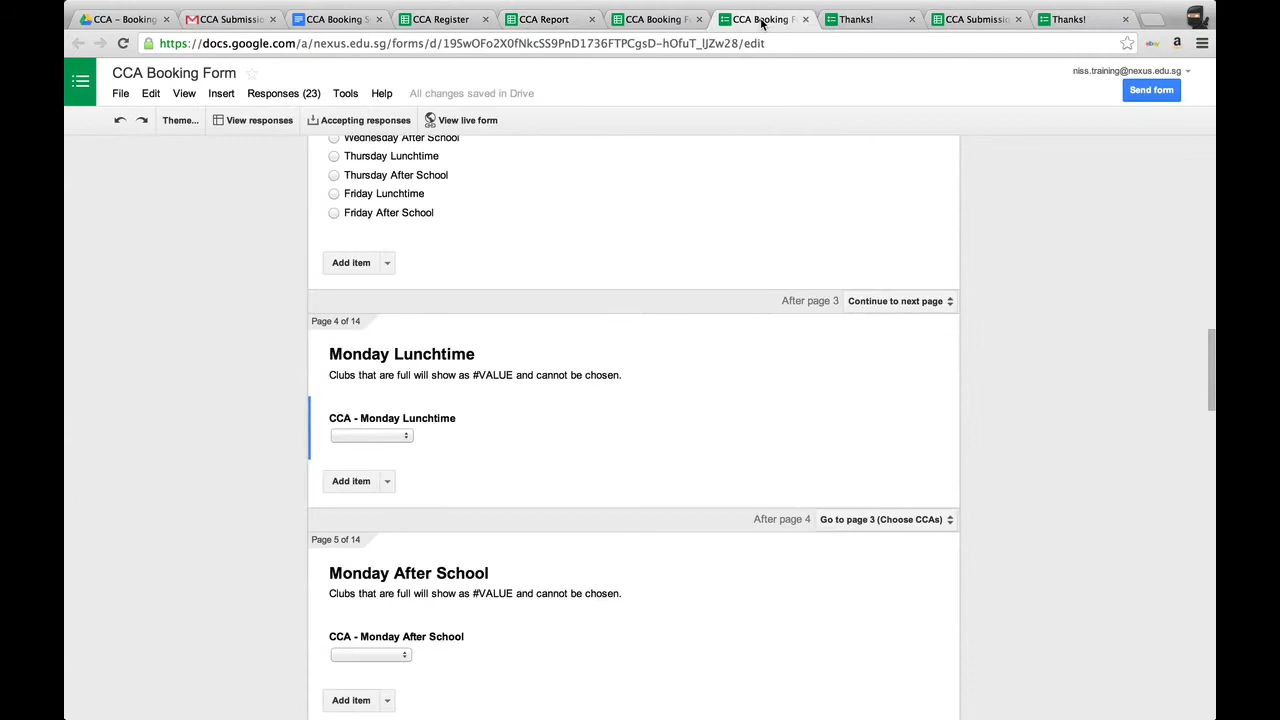 CCA - Booking
CCA Submissio
CCA Booking S
CCA Register
CCA Report
CCA Booking F
CCA Booking F
Thanks!
CCA Submissi
Thanks!
https://docs.google.com/a/nexus.edu.sg/forms/d/19SwOFo2X0fNkcSS9PnD1736FTPCgsD-hOfuT_lJZw28/edit
CCA Booking Form
niss.training@nexus.edu.sg
File Edit View Insert Responses (23) Tools Help All changes saved in Drive
Send form
Theme... View responses Accepting responses View live form
Wednesday After School
Thursday Lunchtime
Thursday After School
Friday Lunchtime
Friday After School
Add item
After page 3 Continue to next page
Page 4 of 14
Monday Lunchtime
Clubs that are full will show as #VALUE and cannot be chosen.
CCA - Monday Lunchtime
Add item
After page 4 Go to page 3 (Choose CCAs)
Page 5 of 14
Monday After School
Clubs that are full will show as #VALUE and cannot be chosen.
CCA - Monday After School
Add item